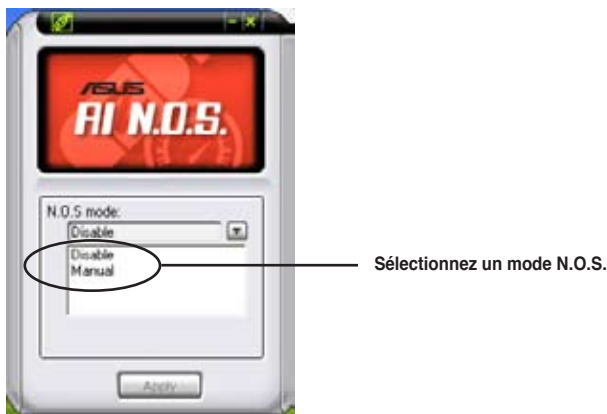 ASUS
AI N.O.S.
N.O.S mode:
Disable
Disable
Manual
Sélectionnez un mode N.O.S.
Apply